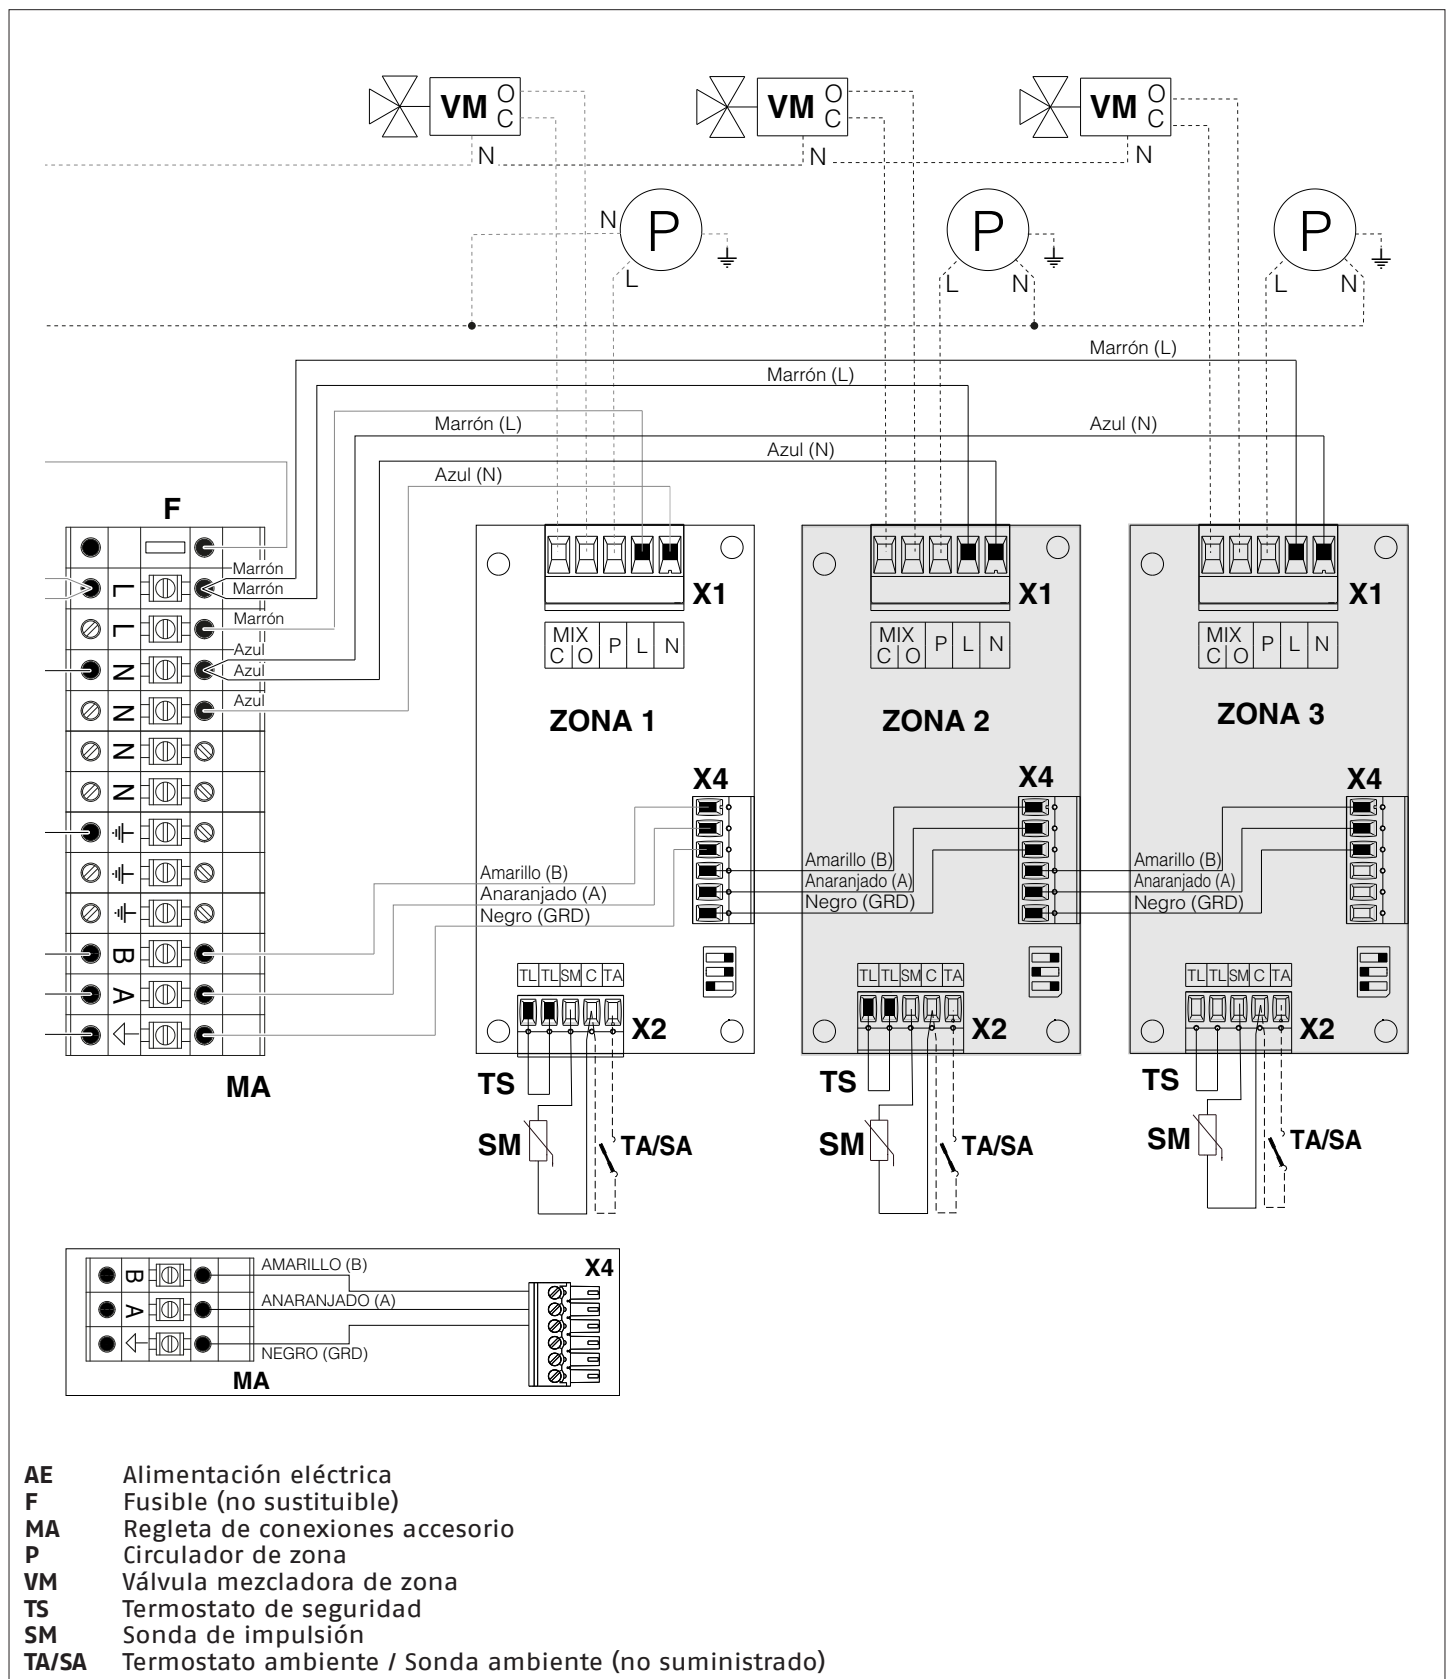 VM O VM O VM O
C C C
N N N
N P P P
L L N L N
Marrón (L)
Marrón (L)
Marrón (L) Azul (N)
Azul (N)
Azul (N)
F
Marrón
L Marrón
L Marrón
Azul
N Azul
N Azul
N
N
B
A
MA
X1 X1 X1
MIX MIX MIX
C O P L N C O P L N C O P L N
ZONA 1 ZONA 2 ZONA 3
X4 X4 X4
Amarillo (B) Amarillo (B) Amarillo (B)
Anaranjado (A) Anaranjado (A) Anaranjado (A)
Negro (GRD) Negro (GRD) Negro (GRD)
TL TL SM C TA TL TL SM C TA TL TL SM C TA
X2 X2 X2
TS TS TS
SM TA/SA SM TA/SA SM TA/SA
B AMARILLO (B) X4
A ANARANJADO (A)
NEGRO (GRD)
MA
AE Alimentación eléctrica
F Fusible (no sustituible)
MA Regleta de conexiones accesorio
P Circulador de zona
VM Válvula mezcladora de zona
TS Termostato de seguridad
SM Sonda de impulsión
TA/SA Termostato ambiente / Sonda ambiente (no suministrado)